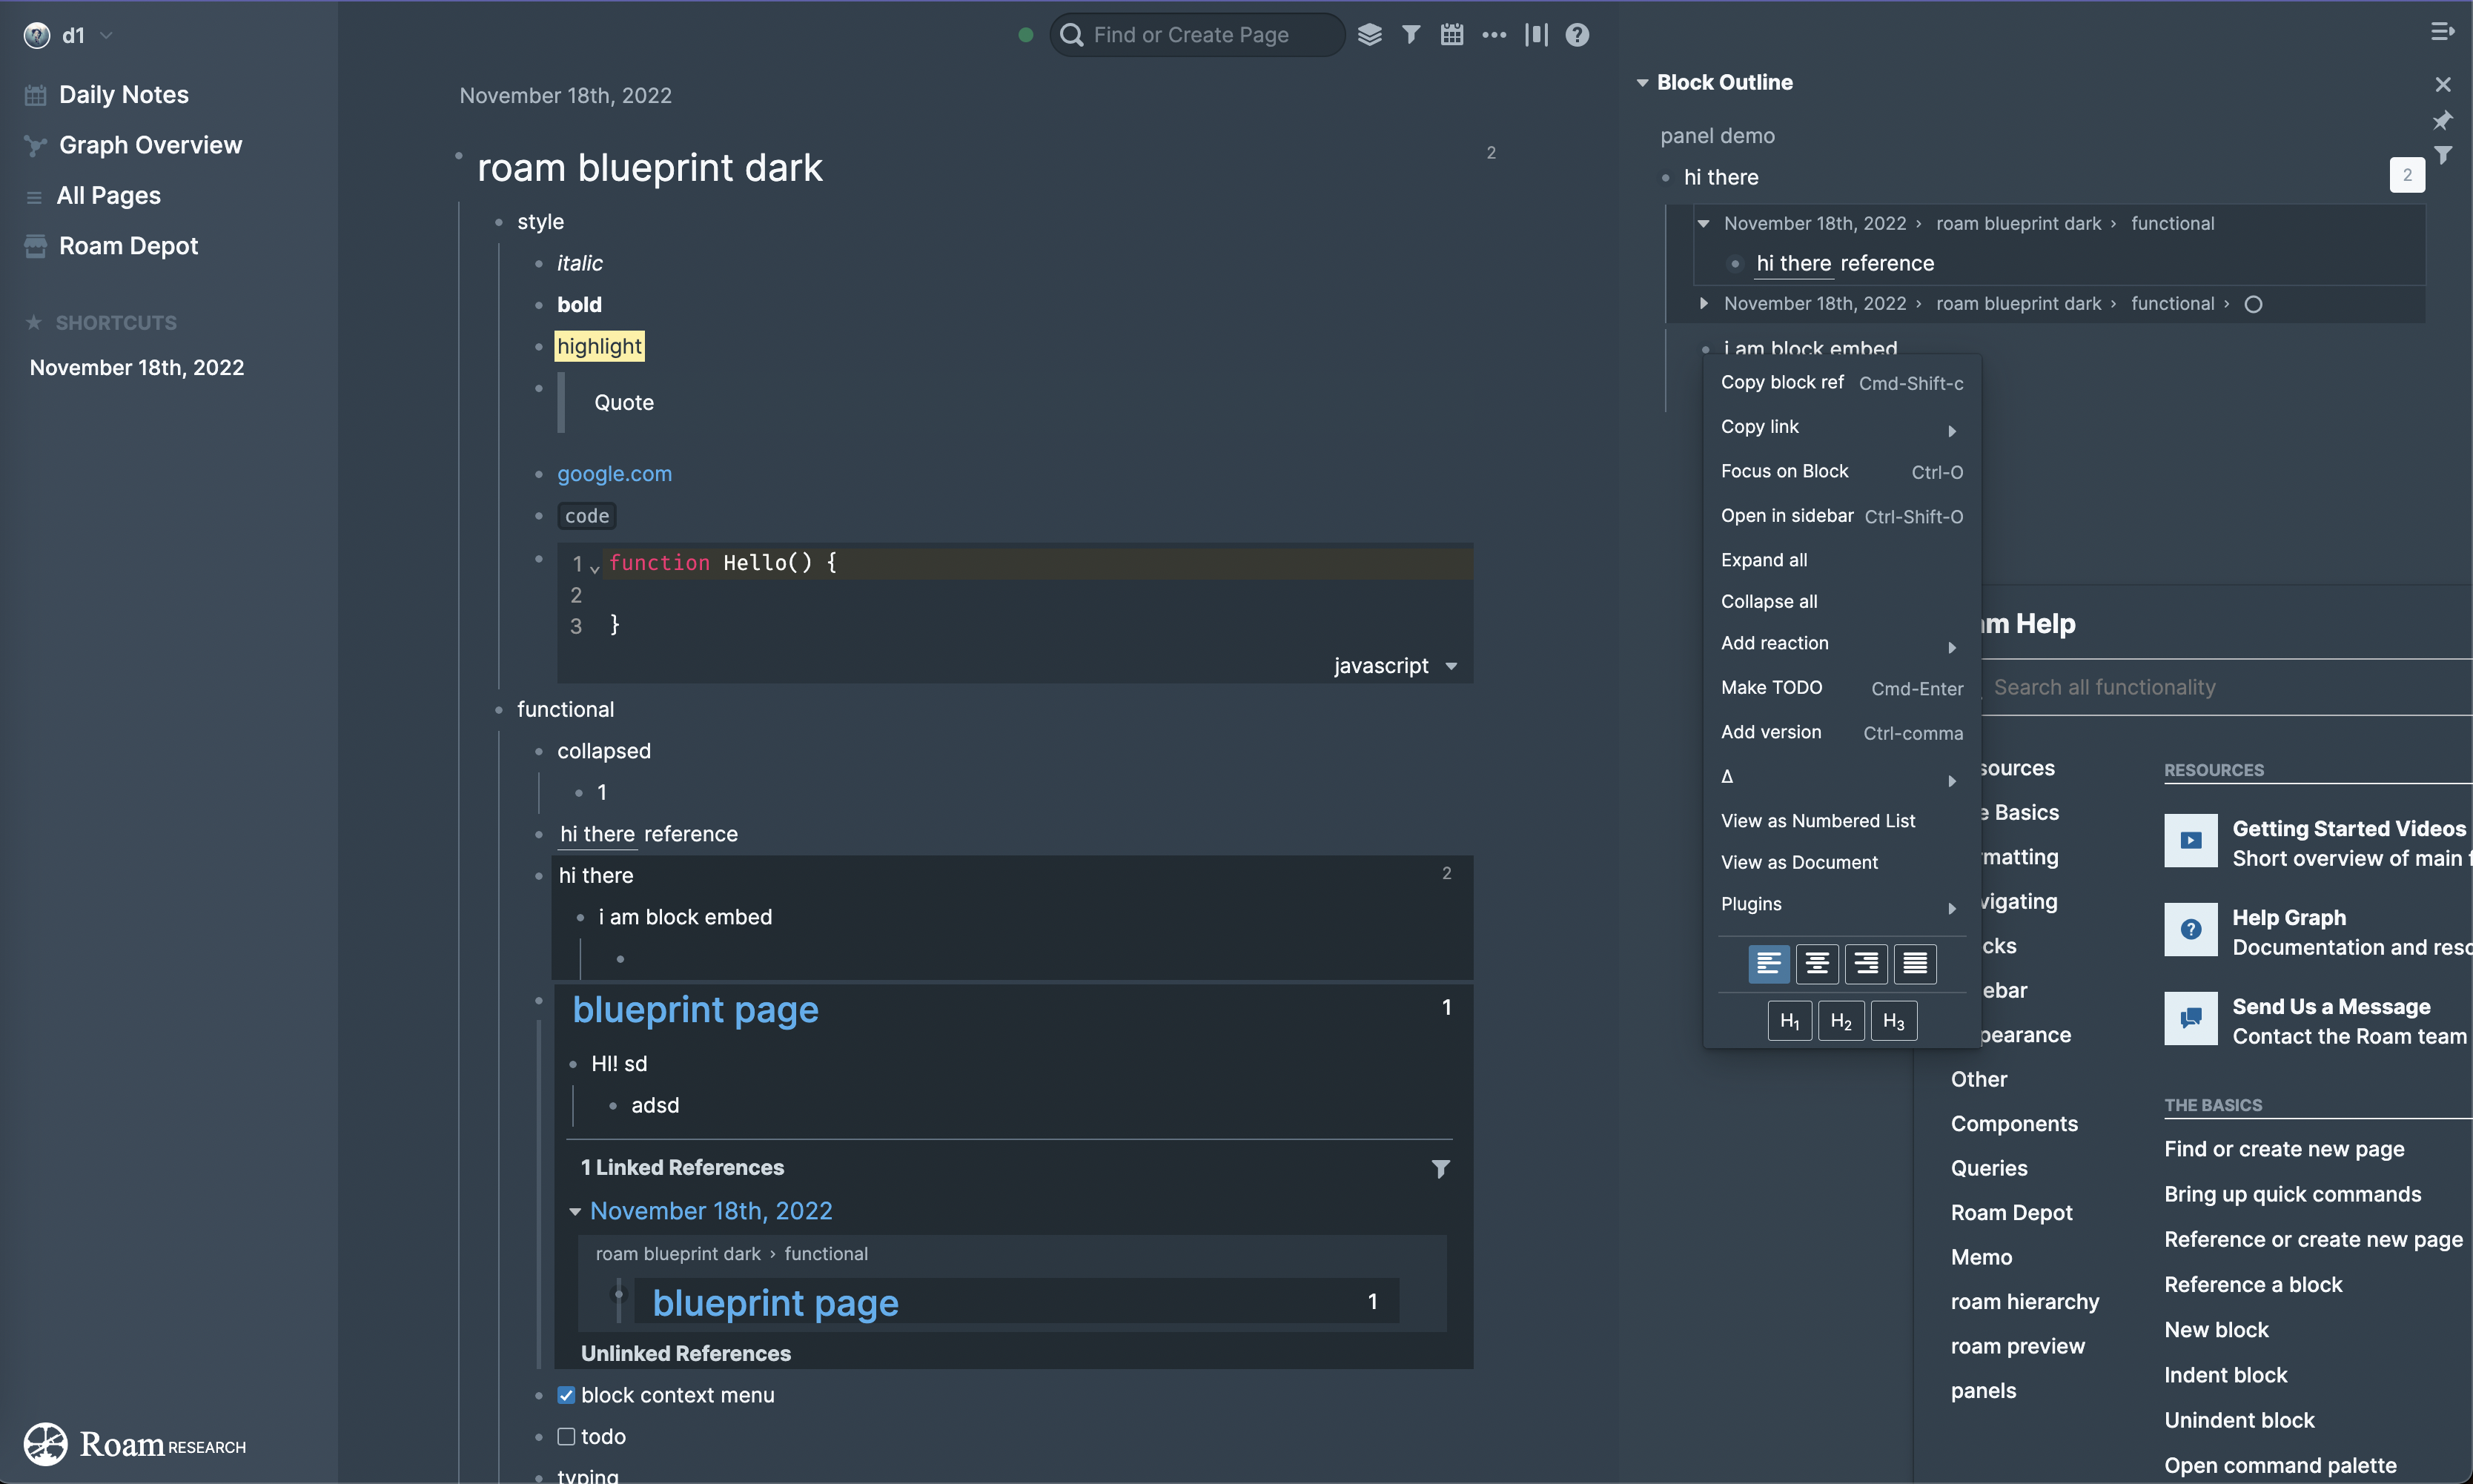 d1
Daily Notes
Graph Overview
All Pages
Roam Depot
SHORTCUTS
November 18th, 2022
Roam RESEARCH
Find or Create Page
November 18th, 2022
roam blueprint dark
2
style
italic
bold
highlight
Quote
google.com
code
1 function Hello() {
2
3 }
javascript
functional
collapsed
1
hi there reference
hi there
2
i am block embed
blueprint page
1
HI! sd
adsd
1 Linked References
November 18th, 2022
roam blueprint dark › functional
blueprint page
1
Unlinked References
block context menu
todo
typing
Block Outline
panel demo
hi there
2
November 18th, 2022 › roam blueprint dark › functional
hi there reference
November 18th, 2022 › roam blueprint dark › functional ›
i am block embed
Copy block ref Cmd-Shift-c
Copy link
Focus on Block Ctrl-O
Open in sidebar Ctrl-Shift-O
Expand all
Collapse all
Add reaction
Make TODO Cmd-Enter
Add version Ctrl-comma
Δ
View as Numbered List
View as Document
Plugins
H1 H2 H3
am Help
Search all functionality
sources
e Basics
rmatting
vigating
cks
ebar
pearance
Other
Components
Queries
Roam Depot
Memo
roam hierarchy
roam preview
panels
RESOURCES
Getting Started Videos
Short overview of main f
Help Graph
Documentation and reso
Send Us a Message
Contact the Roam team
THE BASICS
Find or create new page
Bring up quick commands
Reference or create new page
Reference a block
New block
Indent block
Unindent block
Open command palette